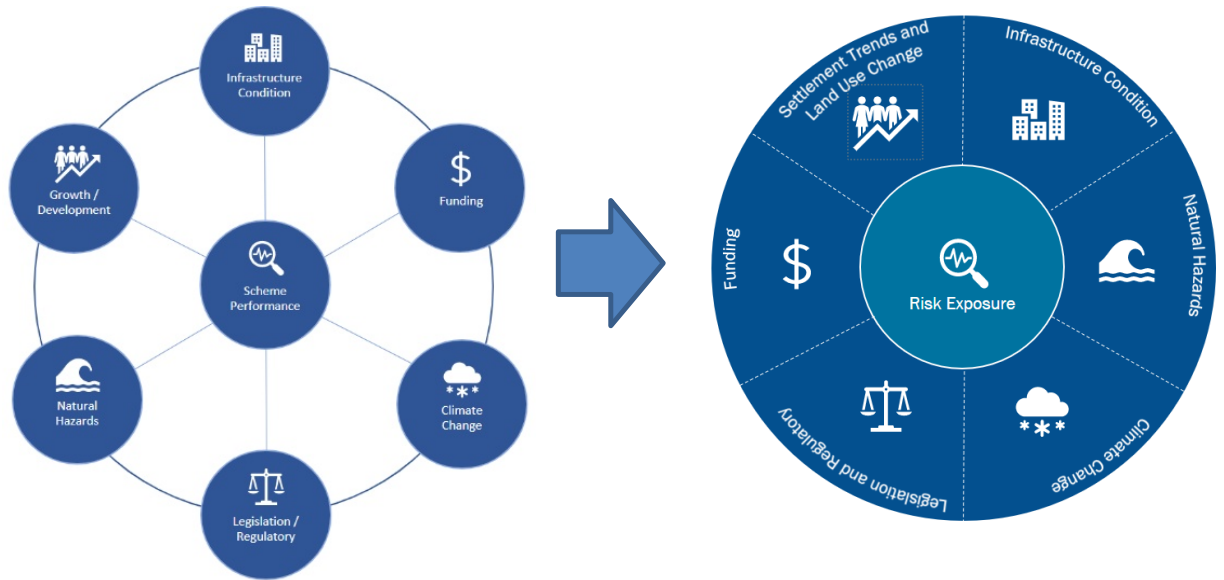 Infrastructure
Condition
Growth /
Development
$
Funding
Scheme
Performance
Natural
Hazards
Climate
Change
Legislation /
Regulatory
Settlement Trends and
Land Use Change
Infrastructure Condition
Funding
$
Natural Hazards
Risk Exposure
Legislation and Regulatory
Climate Change